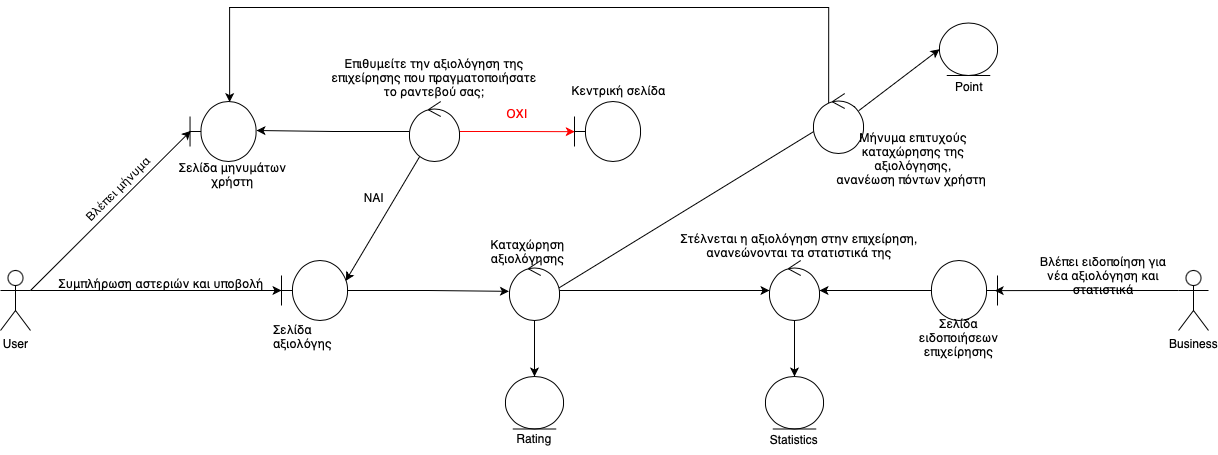 Επιθυμείτε την αξιολόγηση της
επιχείρησης που πραγματοποιήσατε
το ραντεβού σας;
Κεντρική σελίδα
Point
ΟΧΙ
Μήνυμα επιτυχούς
καταχώρησης της
αξιολόγησης,
ανανέωση πόντων χρήστη
Σελίδα μηνυμάτων
χρήστη
Βλέπει μήνυμα
ΝΑΙ
Καταχώρηση
αξιολόγησης
Στέλνεται η αξιολόγηση στην επιχείρηση,
ανανεώνονται τα στατιστικά της
Βλέπει ειδοποίηση για
νέα αξιολόγηση και
στατιστικά
Συμπλήρωση αστεριών και υποβολή
User
Σελίδα
αξιολόγης
Σελίδα
ειδοποιήσεων
επιχείρησης
Business
Rating
Statistics